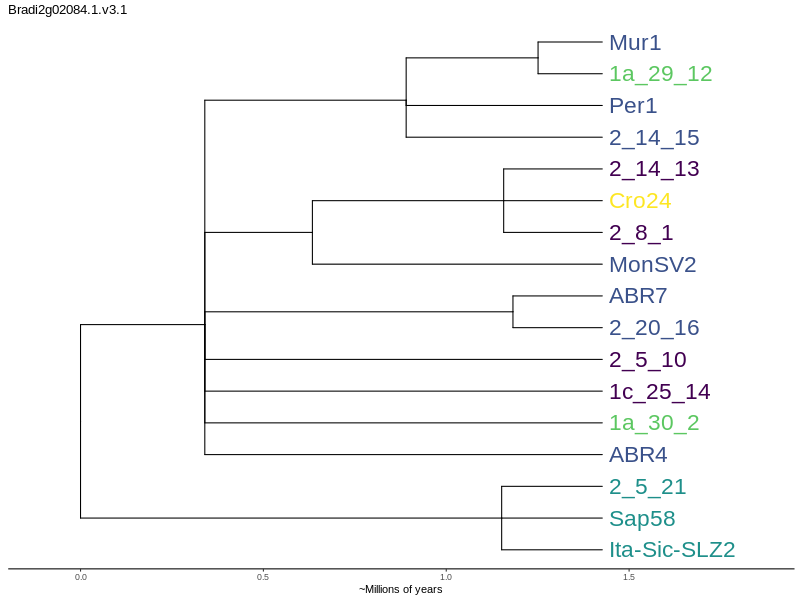 Bradi2g02084.1.v3.1
Mur1
1a_29_12
Per1
2_14_15
2_14_13
Cro24
2_8_1
MonSV2
ABR7
2_20_16
2_5_10
1c_25_14
1a_30_2
ABR4
2_5_21
Sap58
Ita-Sic-SLZ2
0.0 0.5 1.0 1.5
~Millions of years